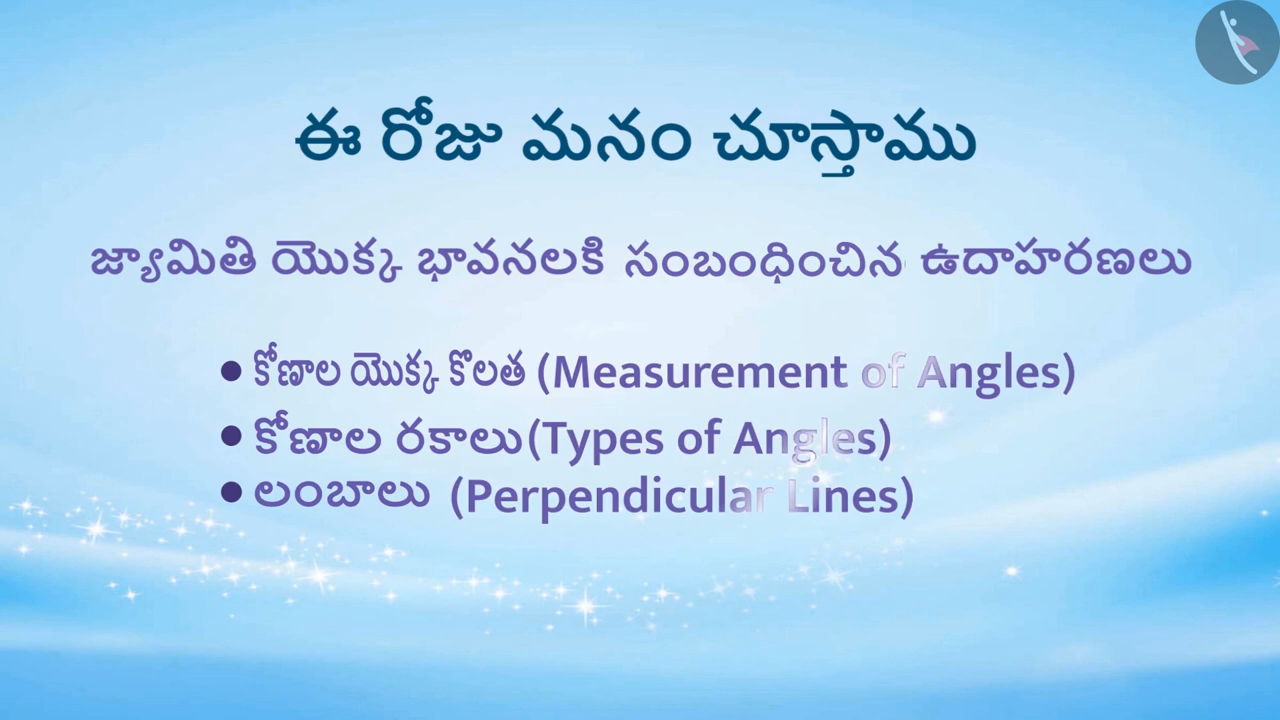 ఈ రోజు మనం చూస్తాము
జ్యామితి యొక్క భావనలకి సంబంధించిన ఉదాహరణలు
• కోణాల యొక్క కొలత (Measurement of Angles)
• కోణాల రకాలు(Types of Angles)
• లంబాలు (Perpendicular Lines)